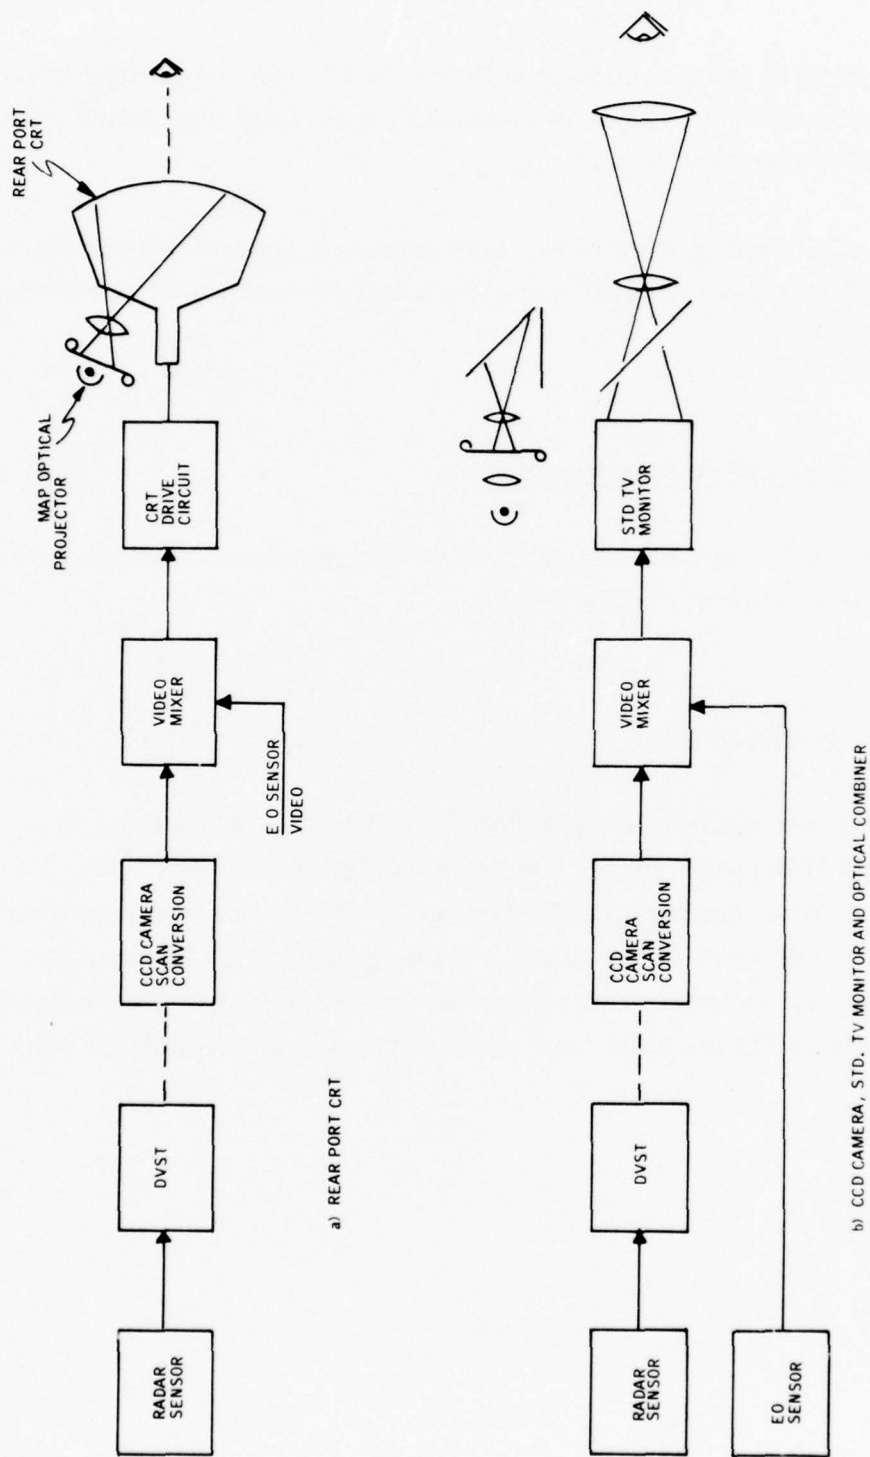 RADAR
SENSOR
DVST
CCD CAMERA
SCAN
CONVERSION
VIDEO
MIXER
E O SENSOR
VIDEO
CRT
DRIVE
CIRCUIT
MAP OPTICAL
PROJECTOR
REAR PORT
CRT
a) REAR PORT CRT
RADAR
SENSOR
DVST
CCD
CAMERA
SCAN
CONVERSION
VIDEO
MIXER
STD TV
MONITOR
EO
SENSOR
b) CCD CAMERA, STD. TV MONITOR AND OPTICAL COMBINER